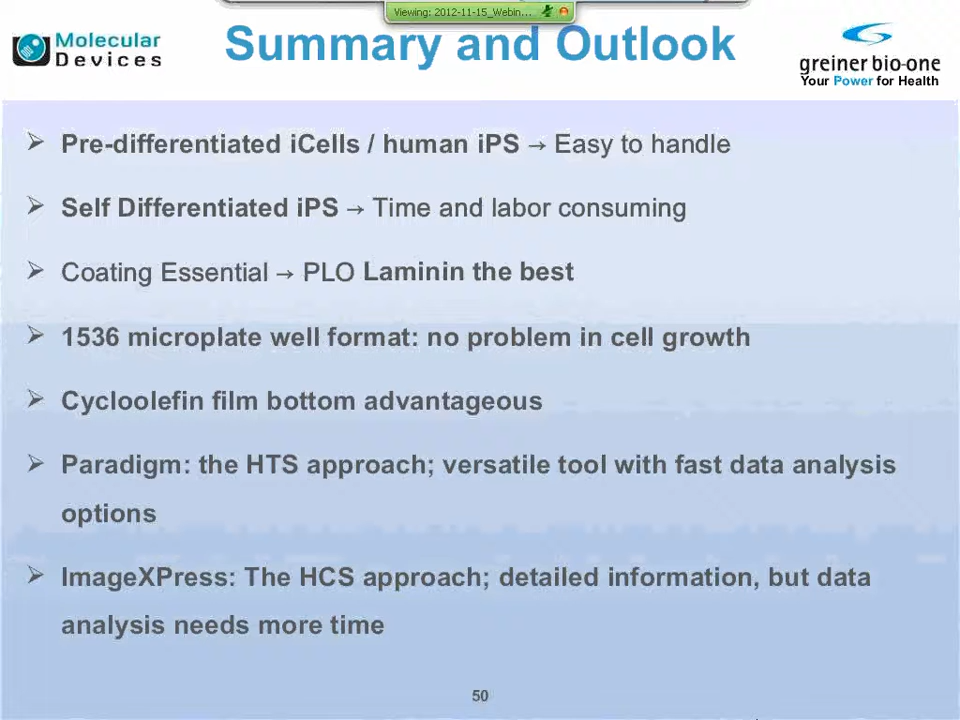 Viewing: 2012-11-15_Webin...
Molecular
Devices
Summary and Outlook
greiner bio-one
Your Power for Health
➢ Pre-differentiated iCells / human iPS → Easy to handle
➢ Self Differentiated iPS → Time and labor consuming
➢ Coating Essential → PLO Laminin the best
➢ 1536 microplate well format: no problem in cell growth
➢ Cycloolefin film bottom advantageous
➢ Paradigm: the HTS approach; versatile tool with fast data analysis
options
➢ ImageXPress: The HCS approach; detailed information, but data
analysis needs more time
50